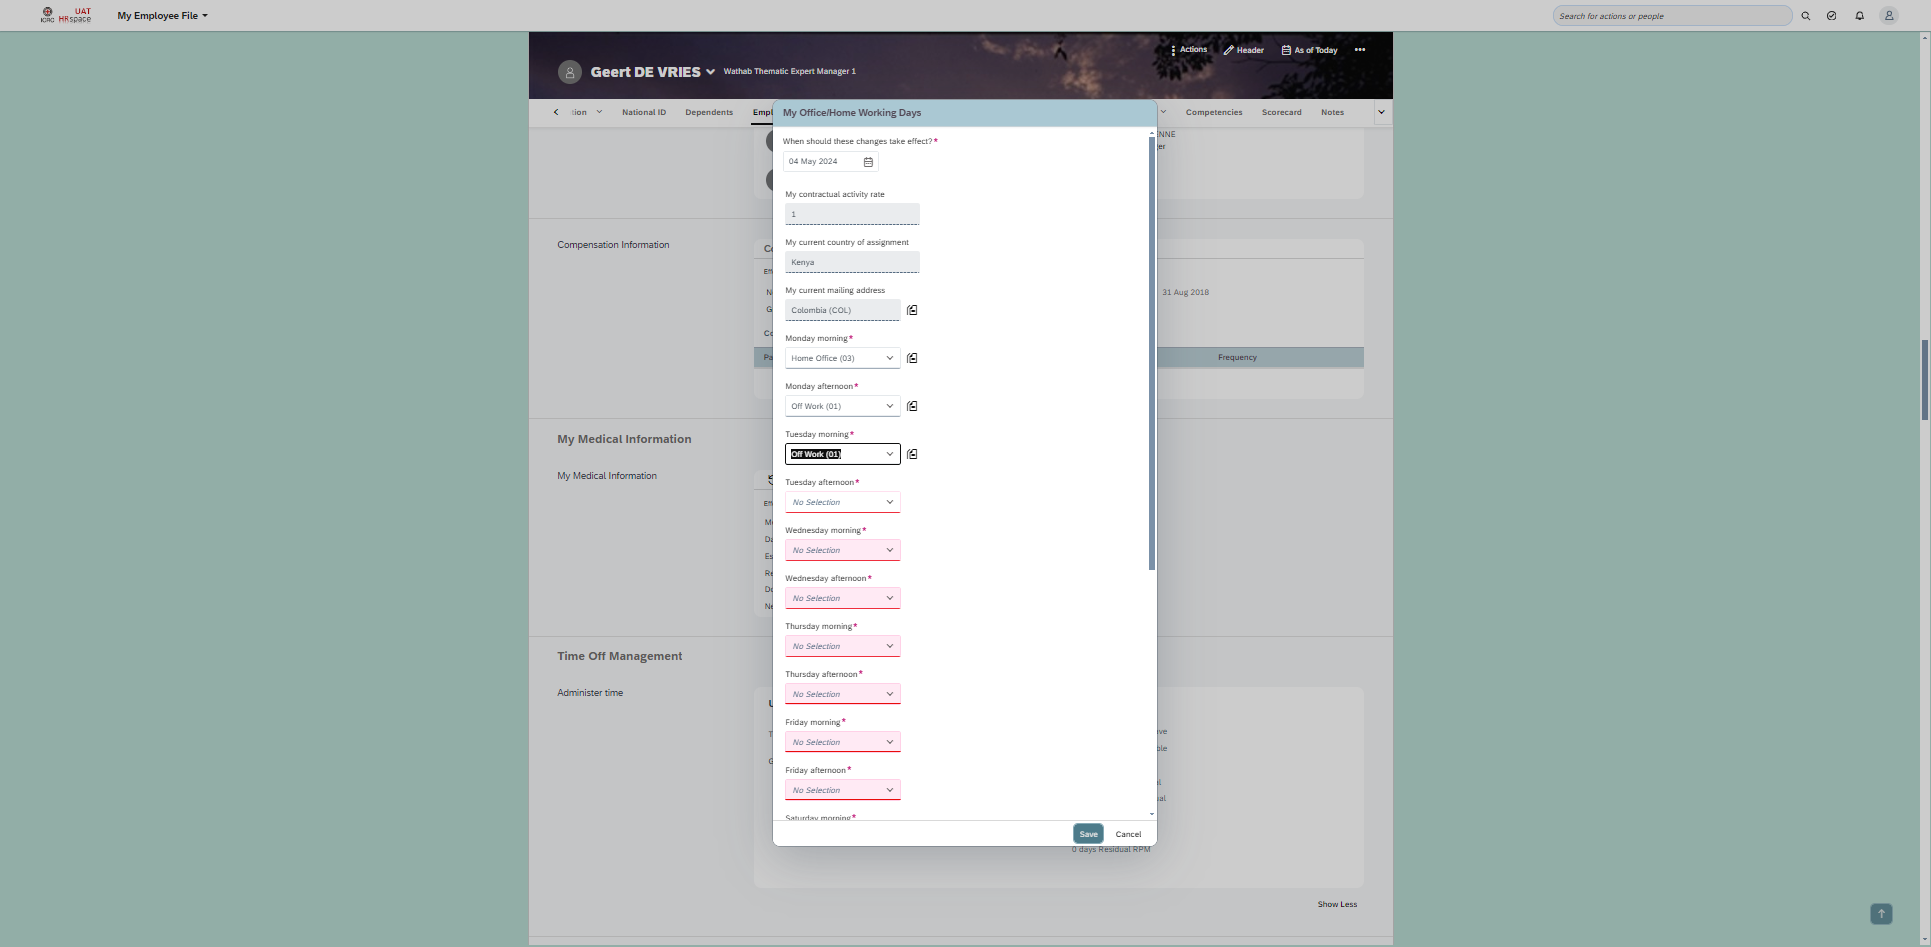 ICRC
UAT
HRspace
My Employee File
Search for actions or people
Actions
Header
As of Today
Geert DE VRIES
Wathab Thematic Expert Manager 1
tion
National ID
Dependents
Empl
Competencies
Scorecard
Notes
My Office/Home Working Days
When should these changes take effect?*
04 May 2024
My contractual activity rate
1
My current country of assignment
Kenya
My current mailing address
Colombia (COL)
Monday morning*
Home Office (03)
Monday afternoon*
Off Work (01)
Tuesday morning*
Off Work (01)
Tuesday afternoon*
No Selection
Wednesday morning*
No Selection
Wednesday afternoon*
No Selection
Thursday morning*
No Selection
Thursday afternoon*
No Selection
Friday morning*
No Selection
Friday afternoon*
No Selection
Saturday morning*
Save
Cancel
ENNE
er
Compensation Information
31 Aug 2018
Frequency
My Medical Information
My Medical Information
Time Off Management
Administer time
0 days Residual RPM
Show Less